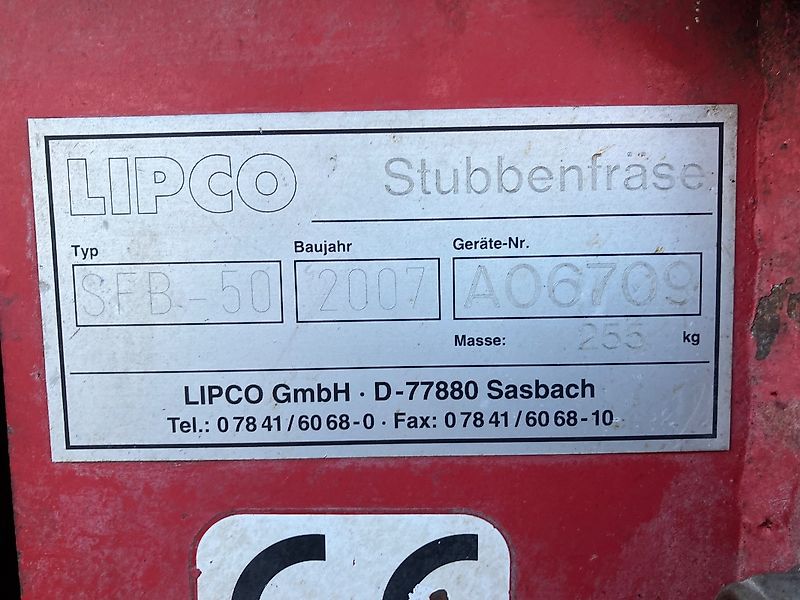 LIPCO Stubbenfräse
Typ Baujahr Geräte-Nr.
SFB-50 2007 A06709
Masse: 255 kg
LIPCO GmbH · D-77880 Sasbach
Tel.: 0 78 41 / 60 68-0 · Fax: 0 78 41 / 60 68-10
CE